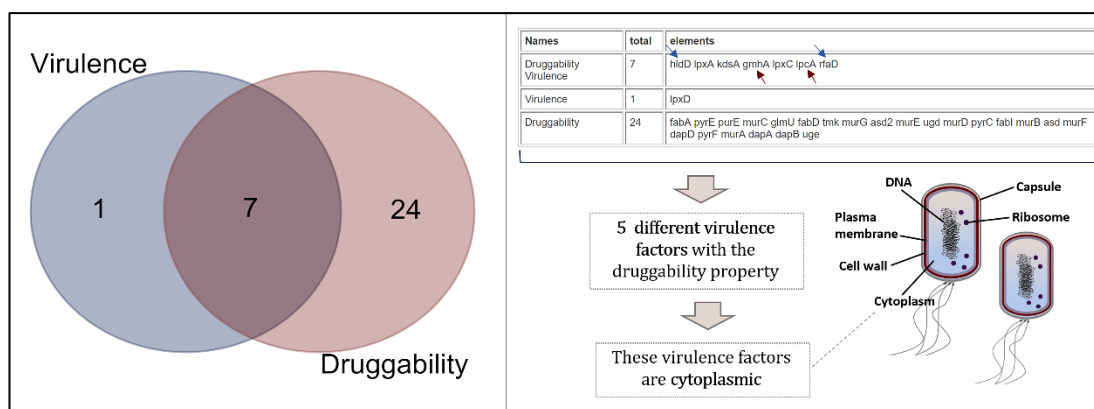 Virulence
1
7
24
Druggability
Names total elements
Druggability
Virulence 7 hldD lpxA kdsA gmhA lpxC lpcA rfaD
Virulence 1 lpxD
Druggability 24 fabA pyrE purE murC glmU fabD tmk murG asd2 murE ugd murD pyrC fabI murB asd murF
dapD pyrF murA dapA dapB uge
5 different virulence
factors with the
druggability property
These virulence factors
are cytoplasmic
DNA
Capsule
Plasma
membrane
Ribosome
Cell wall
Cytoplasm